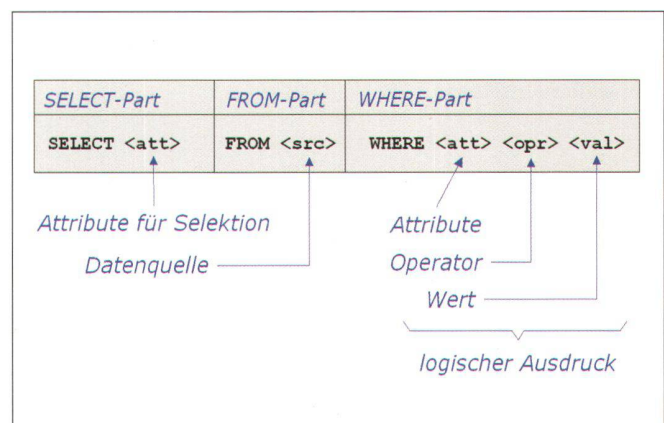 SELECT-Part FROM-Part WHERE-Part
SELECT <att> FROM <src> WHERE <att> <opr> <val>
Attribute für Selektion Attribute
Datenquelle Operator
Wert
logischer Ausdruck